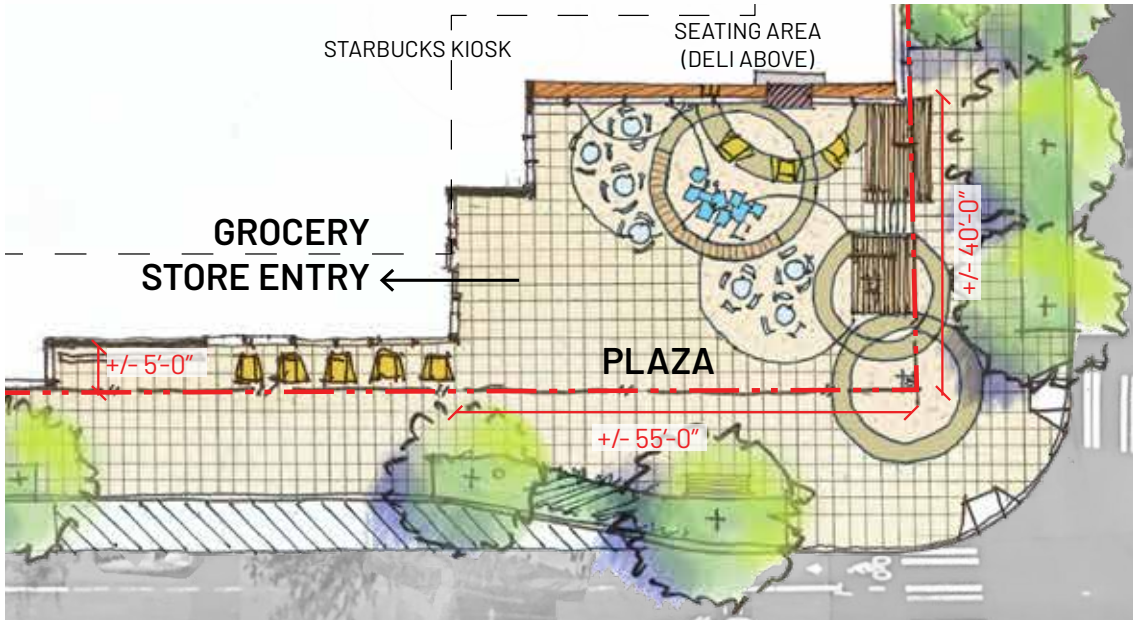 STARBUCKS KIOSK
SEATING AREA
(DELI ABOVE)
GROCERY
STORE ENTRY
+/- 40'-0"
+/- 5'-0"
PLAZA
+/- 55'-0"